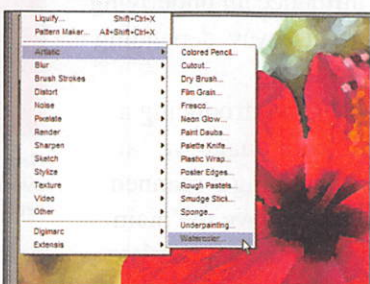 Liquify... Shift+Ctrl+X
Pattern Maker... Alt+Shift+Ctrl+X
Artistic
Blur
Brush Strokes
Distort
Noise
Pixelate
Render
Sharpen
Sketch
Stylize
Texture
Video
Other
Digimarc
Extensis
Colored Pencil...
Cutout...
Dry Brush...
Film Grain...
Fresco...
Neon Glow...
Paint Daubs...
Palette Knife...
Plastic Wrap...
Poster Edges...
Rough Pastels...
Smudge Stick...
Sponge...
Underpainting...
Watercolor...